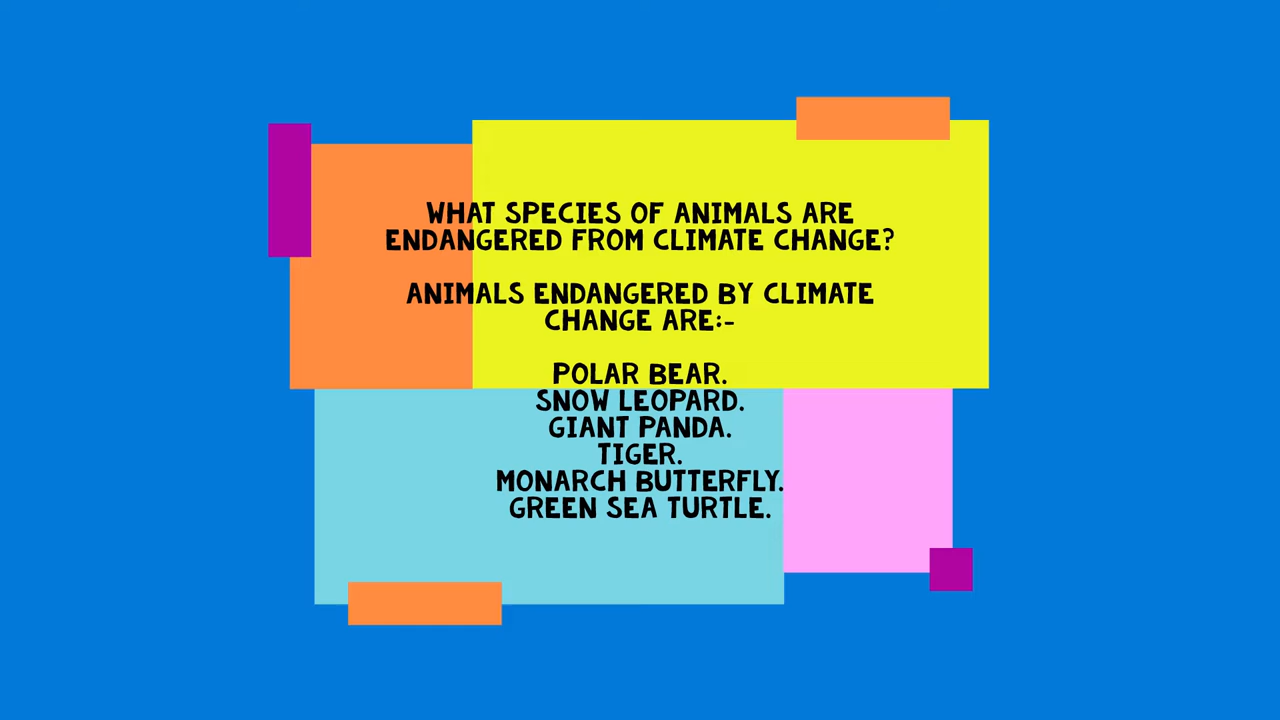 WHAT SPECIES OF ANIMALS ARE
ENDANGERED FROM CLIMATE CHANGE?
ANIMALS ENDANGERED BY CLIMATE
CHANGE ARE:-
POLAR BEAR.
SNOW LEOPARD.
GIANT PANDA.
TIGER.
MONARCH BUTTERFLY.
GREEN SEA TURTLE.